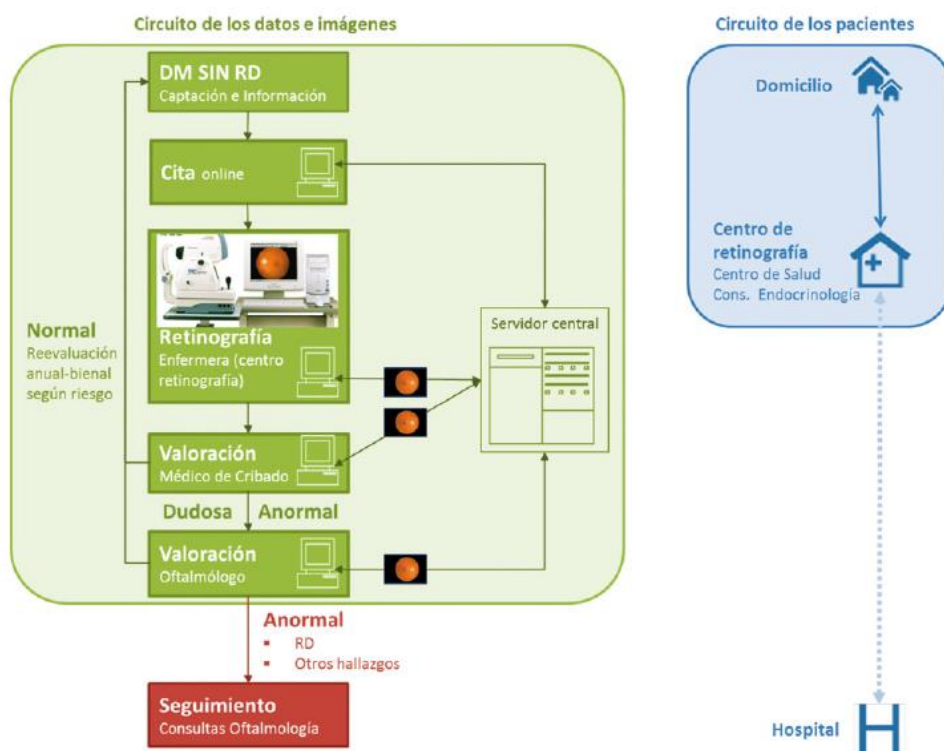 Circuito de los datos e imágenes
DM SIN RD
Captación e Información
Cita online
Retinografía
Enfermera (centro
retinografía)
Normal
Reevaluación
anual-bienal
según riesgo
Servidor central
Valoración
Médico de Cribado
Dudosa Anormal
Valoración
Oftalmólogo
Anormal
▪ RD
▪ Otros hallazgos
Seguimiento
Consultas Oftalmología
Circuito de los pacientes
Domicilio
Centro de
retinografía
Centro de Salud
Cons. Endocrinología
Hospital
H